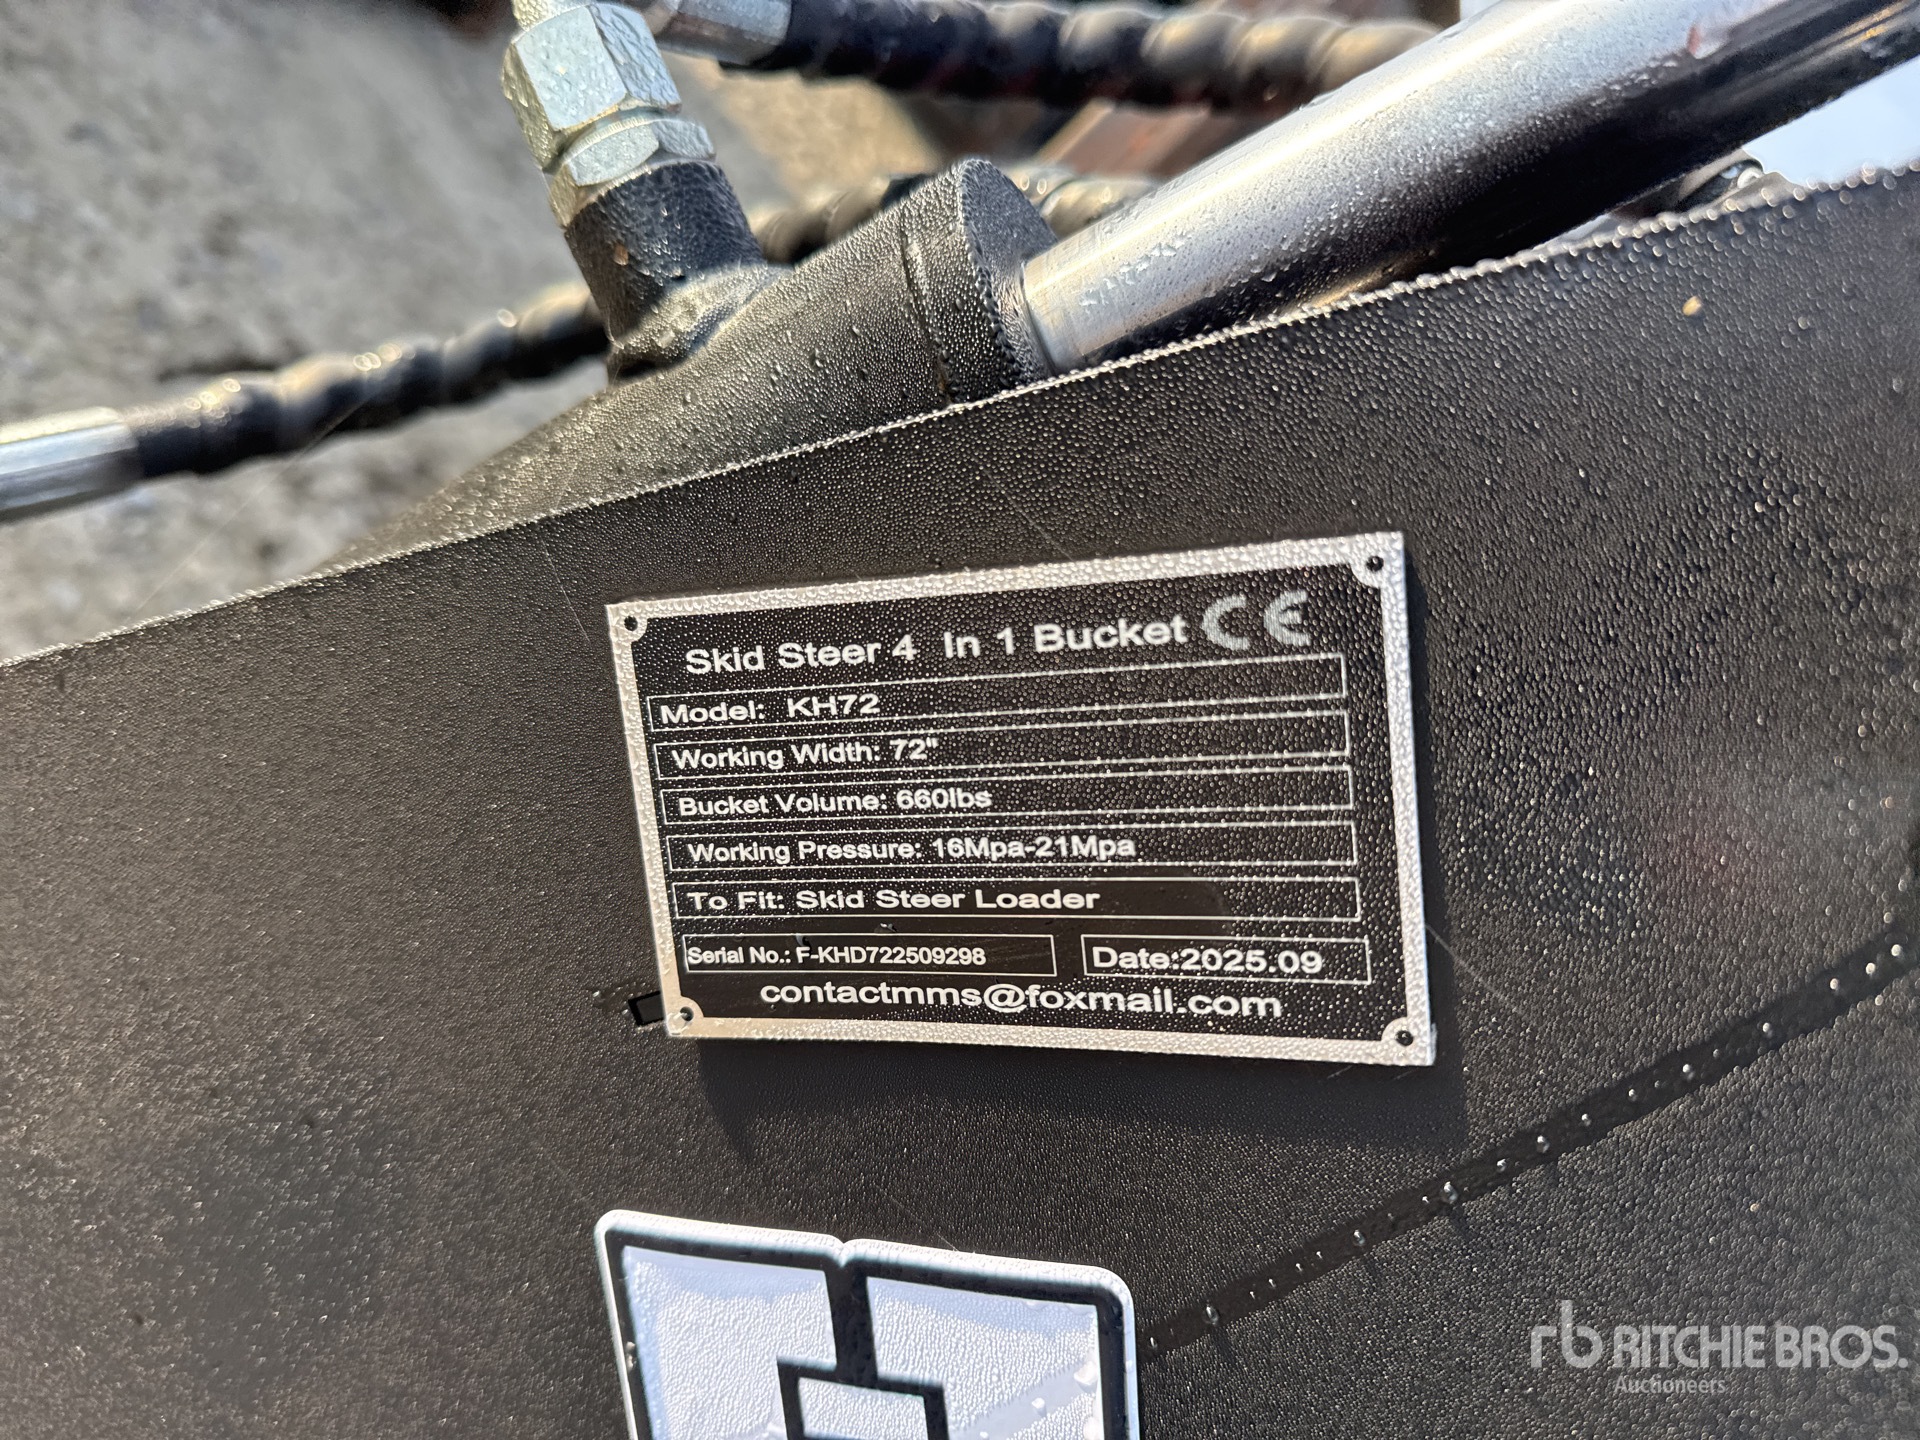 Skid Steer 4 In 1 Bucket CE
Model: KH72
Working Width: 72"
Bucket Volume: 660lbs
Working Pressure: 16Mpa-21Mpa
To Fit: Skid Steer Loader
Serial No.: F-KHD722509298 Date:2025.09
contactmms@foxmail.com
rb RITCHIE BROS.
Auctioneers